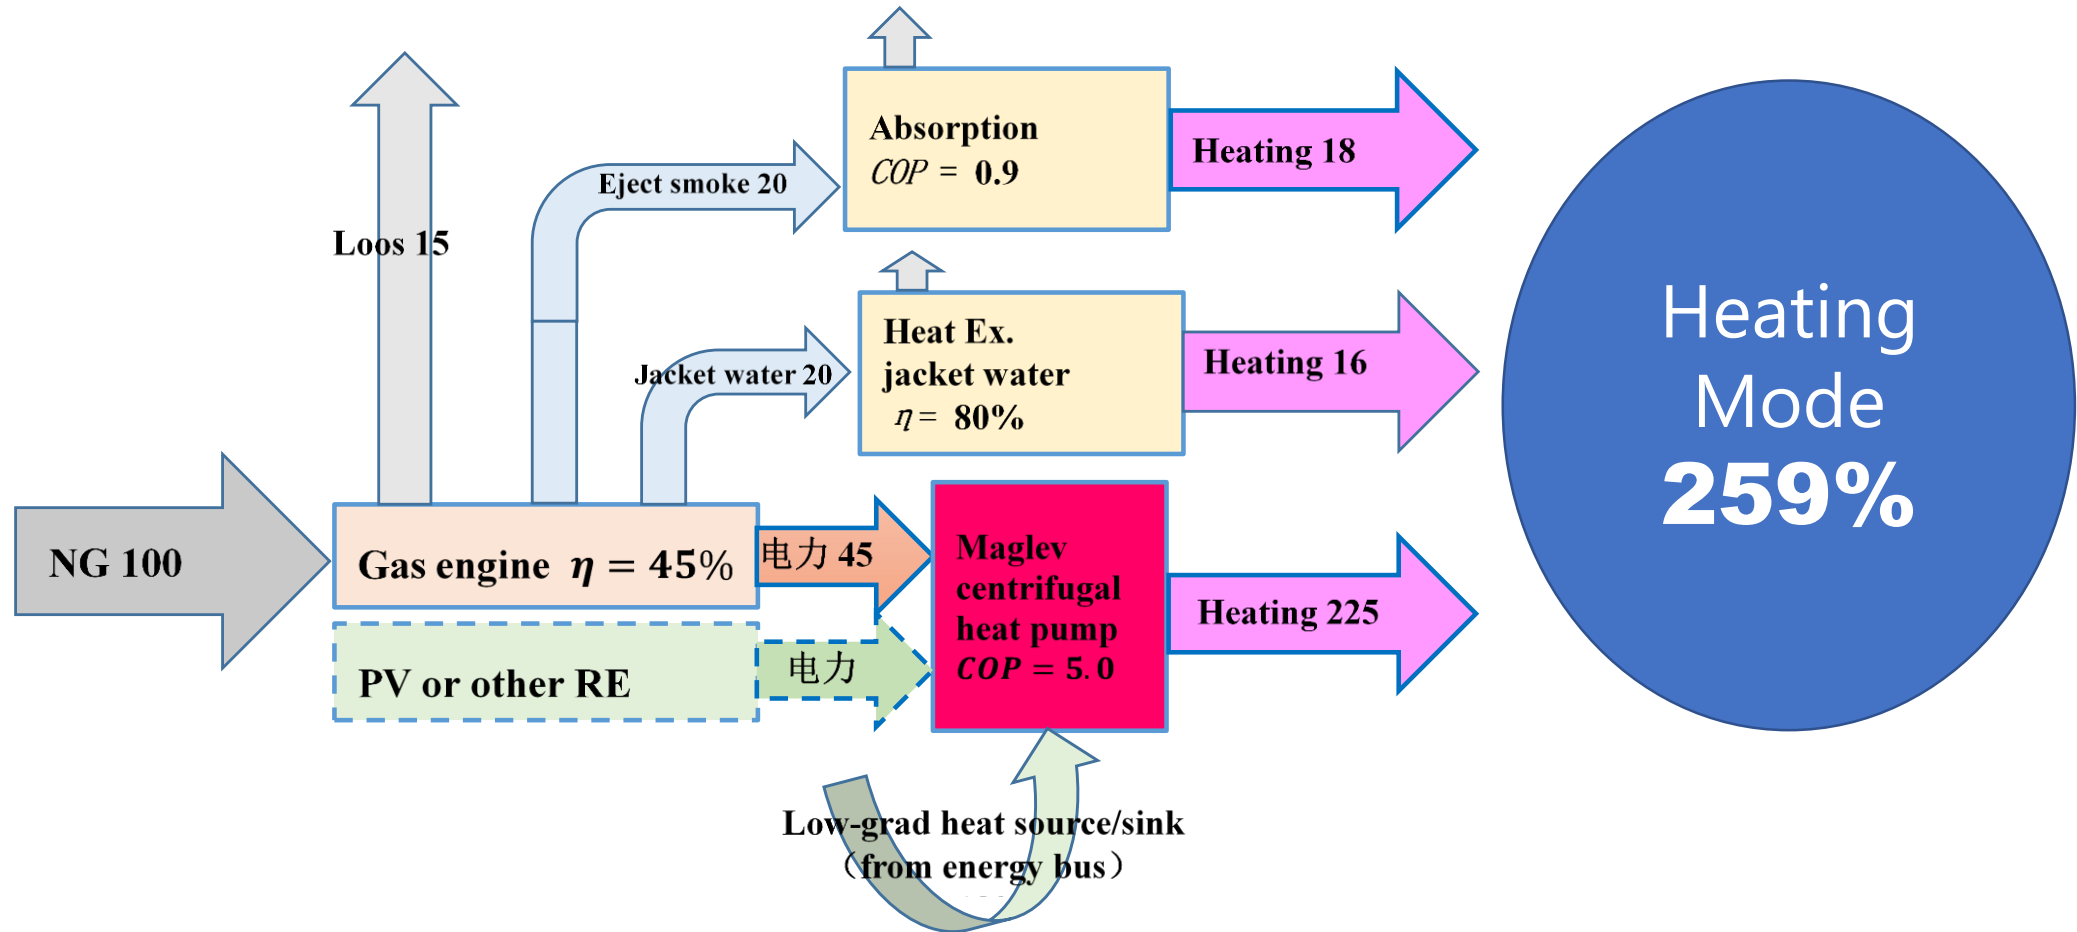 Absorption
COP = 0.9
Heating 18
Eject smoke 20
Loos 15
Heat Ex.
jacket water
η = 80%
Heating 16
Jacket water 20
Heating
Mode
259%
NG 100
Gas engine η = 45%
电力 45
PV or other RE
电力
Maglev
centrifugal
heat pump
COP = 5.0
Heating 225
Low-grad heat source/sink
（from energy bus）